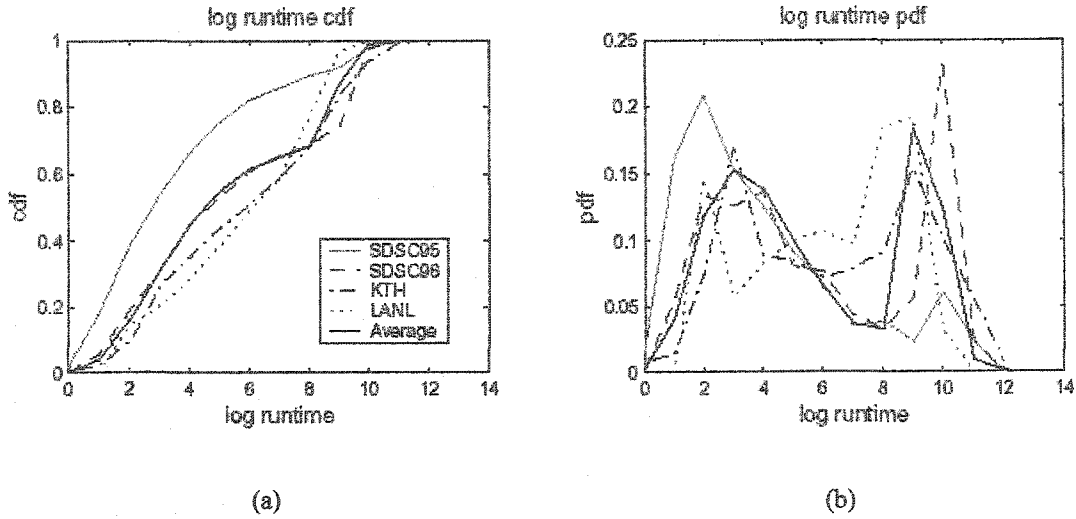 log runtime cdf
1
0.8
0.6
0.4
0.2
0
cdf
0 2 4 6 8 10 12 14
log runtime
SDSC95
SDSC96
KTH
LANL
Average
(a)
log runtime pdf
0.25
0.2
0.15
0.1
0.05
0
pdf
0 2 4 6 8 10 12 14
log runtime
(b)